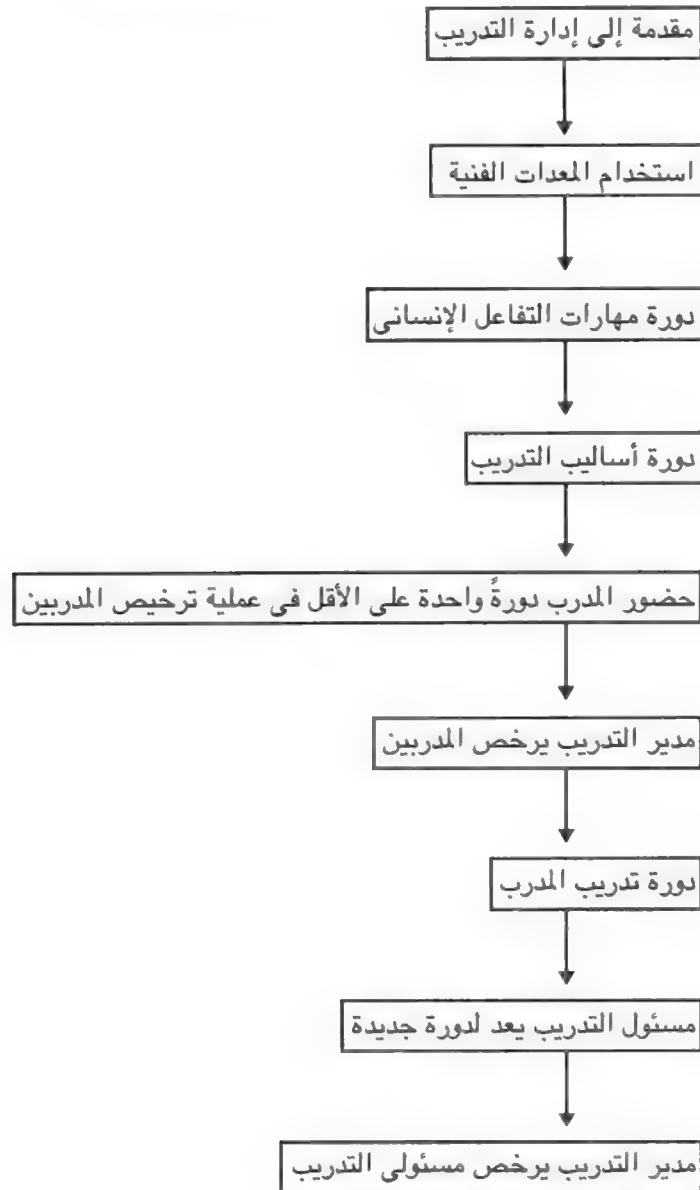 مقدمة إلى إدارة التدريب
استخدام المعدات الفنية
دورة مهارات التفاعل الإنسانى
دورة أساليب التدريب
حضور المدرب دورةً واحدة على الأقل فى عملية ترخيص المدربين
مدير التدريب يرخص المدربين
دورة تدريب المدرب
مسئول التدريب يعد لدورة جديدة
مدير التدريب يرخص مسئولى التدريب